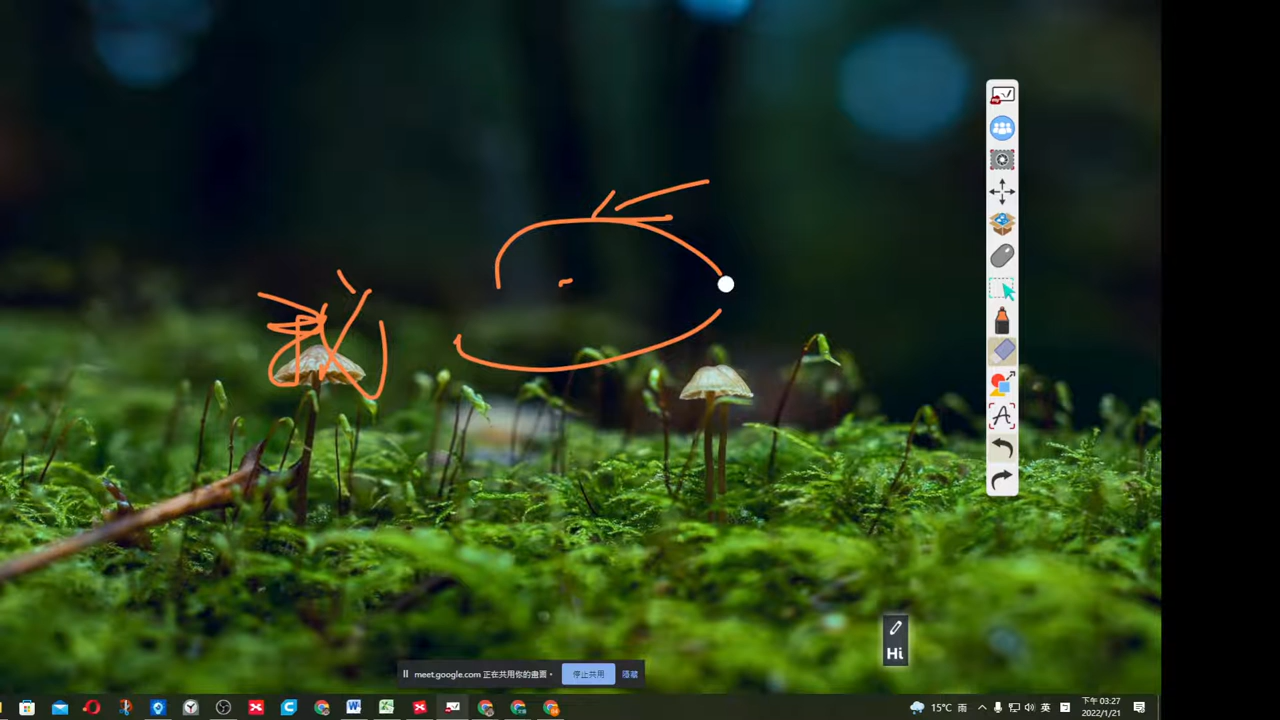 Hi
meet.google.com 正在共用你的畫面
停止共用
隱藏
15°C 雨
英
下午 03:27
2022/1/21